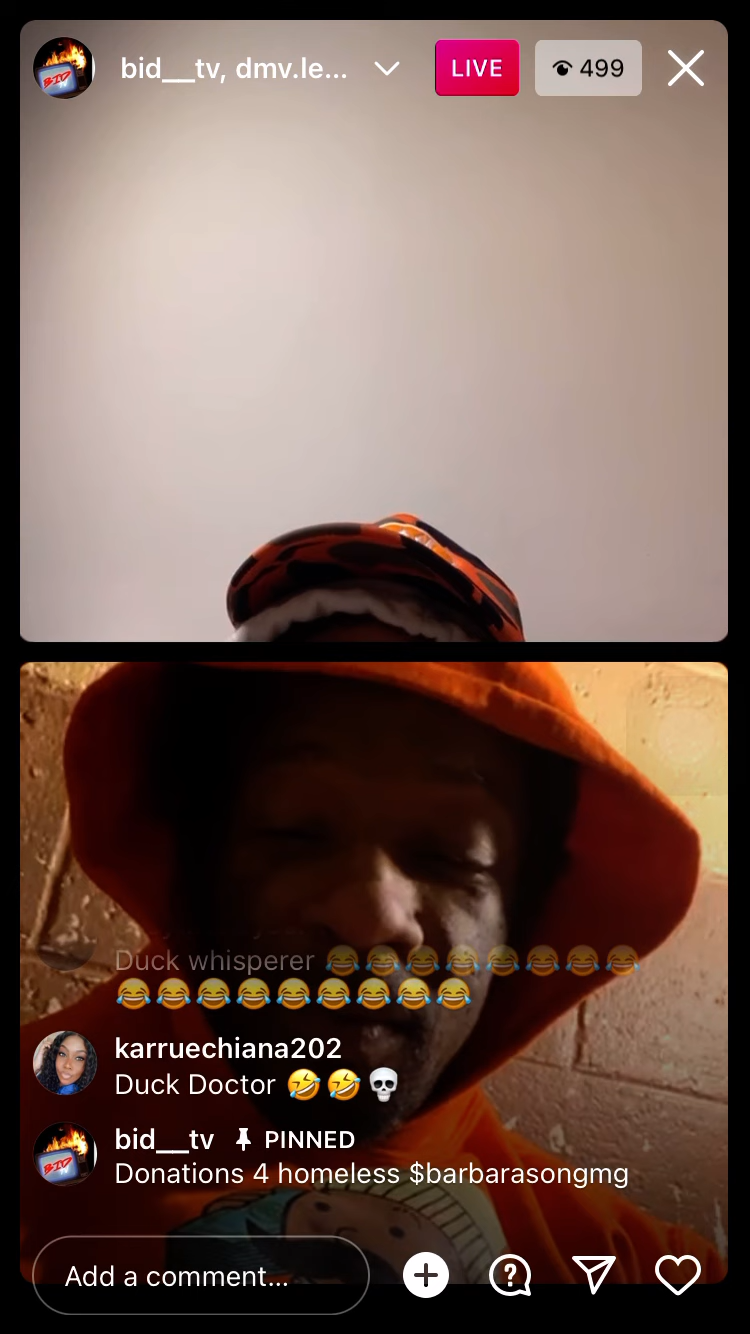 bid__tv, dmv.le...
LIVE
499
Duck whisperer 😂😂😂😂😂😂😂😂
😂😂😂😂😂😂😂😂😂
karruechiana202
Duck Doctor 🤣🤣💀
bid__tv PINNED
Donations 4 homeless $barbarasongmg
Add a comment...